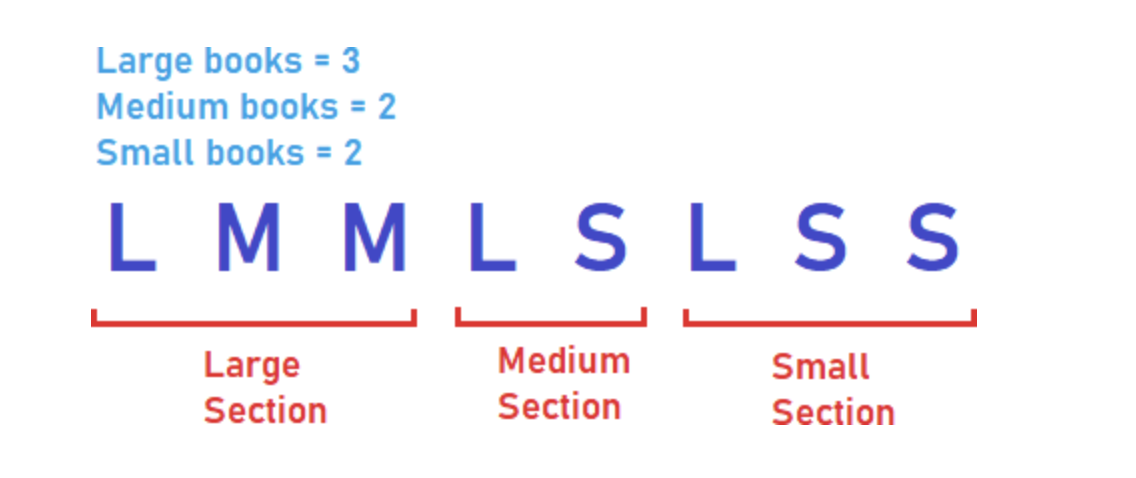 Large books = 3
Medium books = 2
Small books = 2
L M M L S L S S
Large
Section
Medium
Section
Small
Section